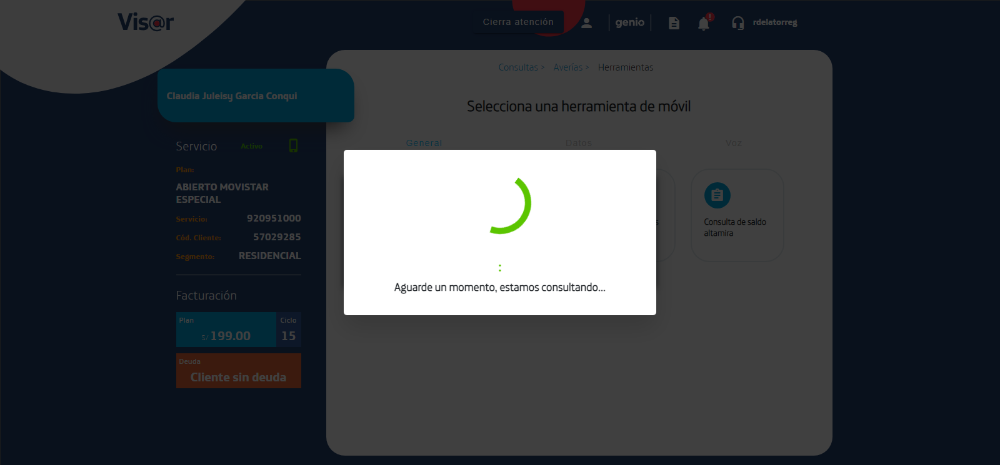 Vis@r
Cierra atención
genio
!
rdelatorreg
Consultas > Averías > Herramientas
Claudia Juleisy Garcia Conqui
Selecciona una herramienta de móvil
Servicio Activo
General Datos Voz
Plan:
ABIERTO MOVISTAR
ESPECIAL
Servicio: 920951000
Cód. Cliente: 57029285
Segmento: RESIDENCIAL
s
Consulta de saldo
altamira
:
Aguarde un momento, estamos consultando...
Facturación
Plan Ciclo
S/ 199.00 15
Deuda
Cliente sin deuda